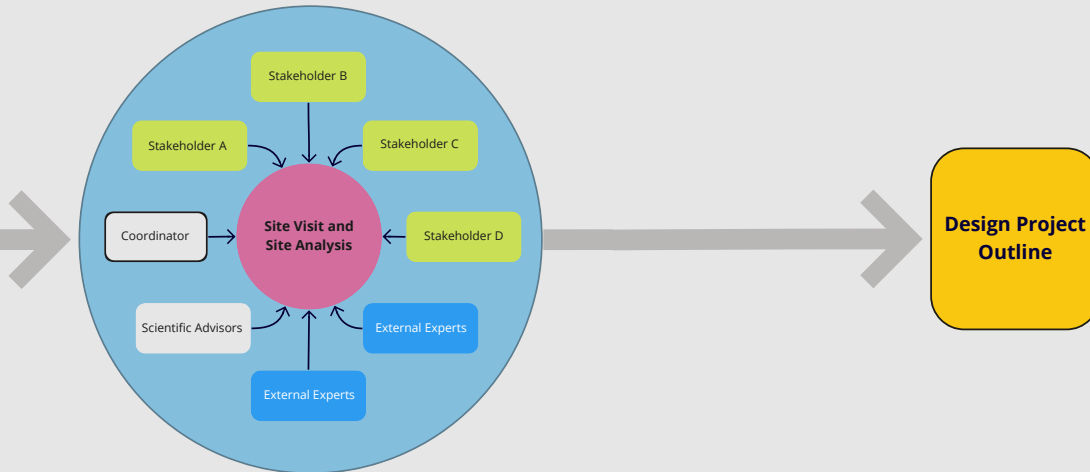 Stakeholder B
Stakeholder A
Stakeholder C
Site Visit and
Site Analysis
Coordinator
Stakeholder D
Design Project
Outline
Scientific Advisors
External Experts
External Experts